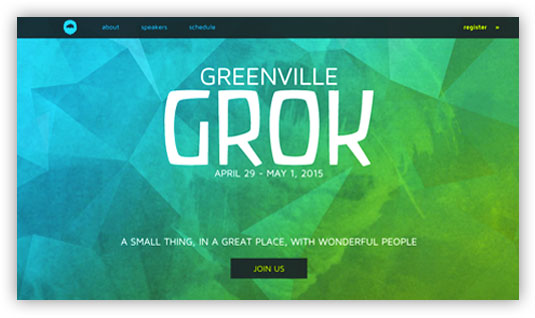 about speakers schedule register »
GREENVILLE
GROK
APRIL 29 - MAY 1, 2015
A SMALL THING, IN A GREAT PLACE, WITH WONDERFUL PEOPLE
JOIN US